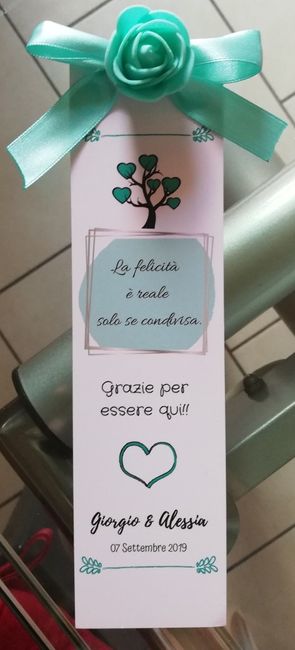 La felicità
è reale
solo se condivisa.
Grazie per
essere qui!!
Giorgio & Alessia
07 Settembre 2019